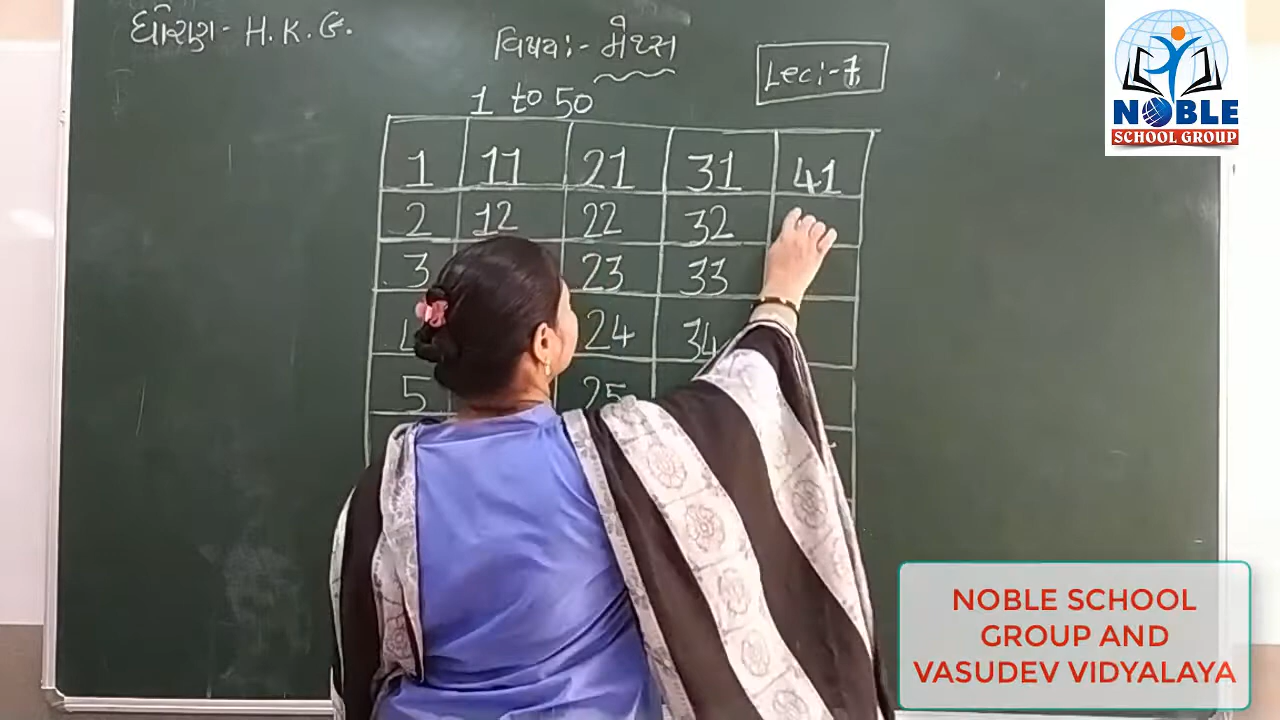 ધોરણ- H.K.G.
વિષય:- મેથ્સ
Lec:-7
1 to 50
1 11 21 31 41
2 12 22 32
3 23 33
4 24 34
5 25
NOBLE
SCHOOL GROUP
NOBLE SCHOOL
GROUP AND
VASUDEV VIDYALAYA